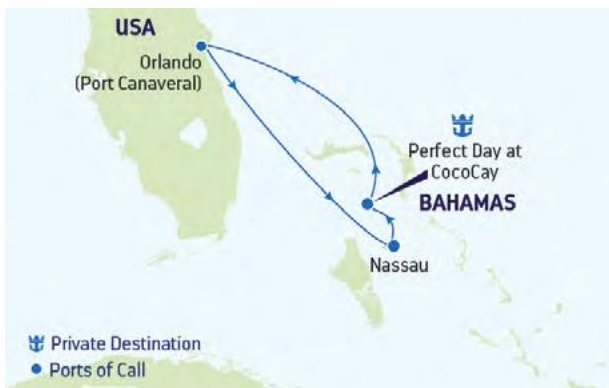 USA
Orlando
(Port Canaveral)
Perfect Day at
CocoCay
BAHAMAS
Nassau
Private Destination
Ports of Call